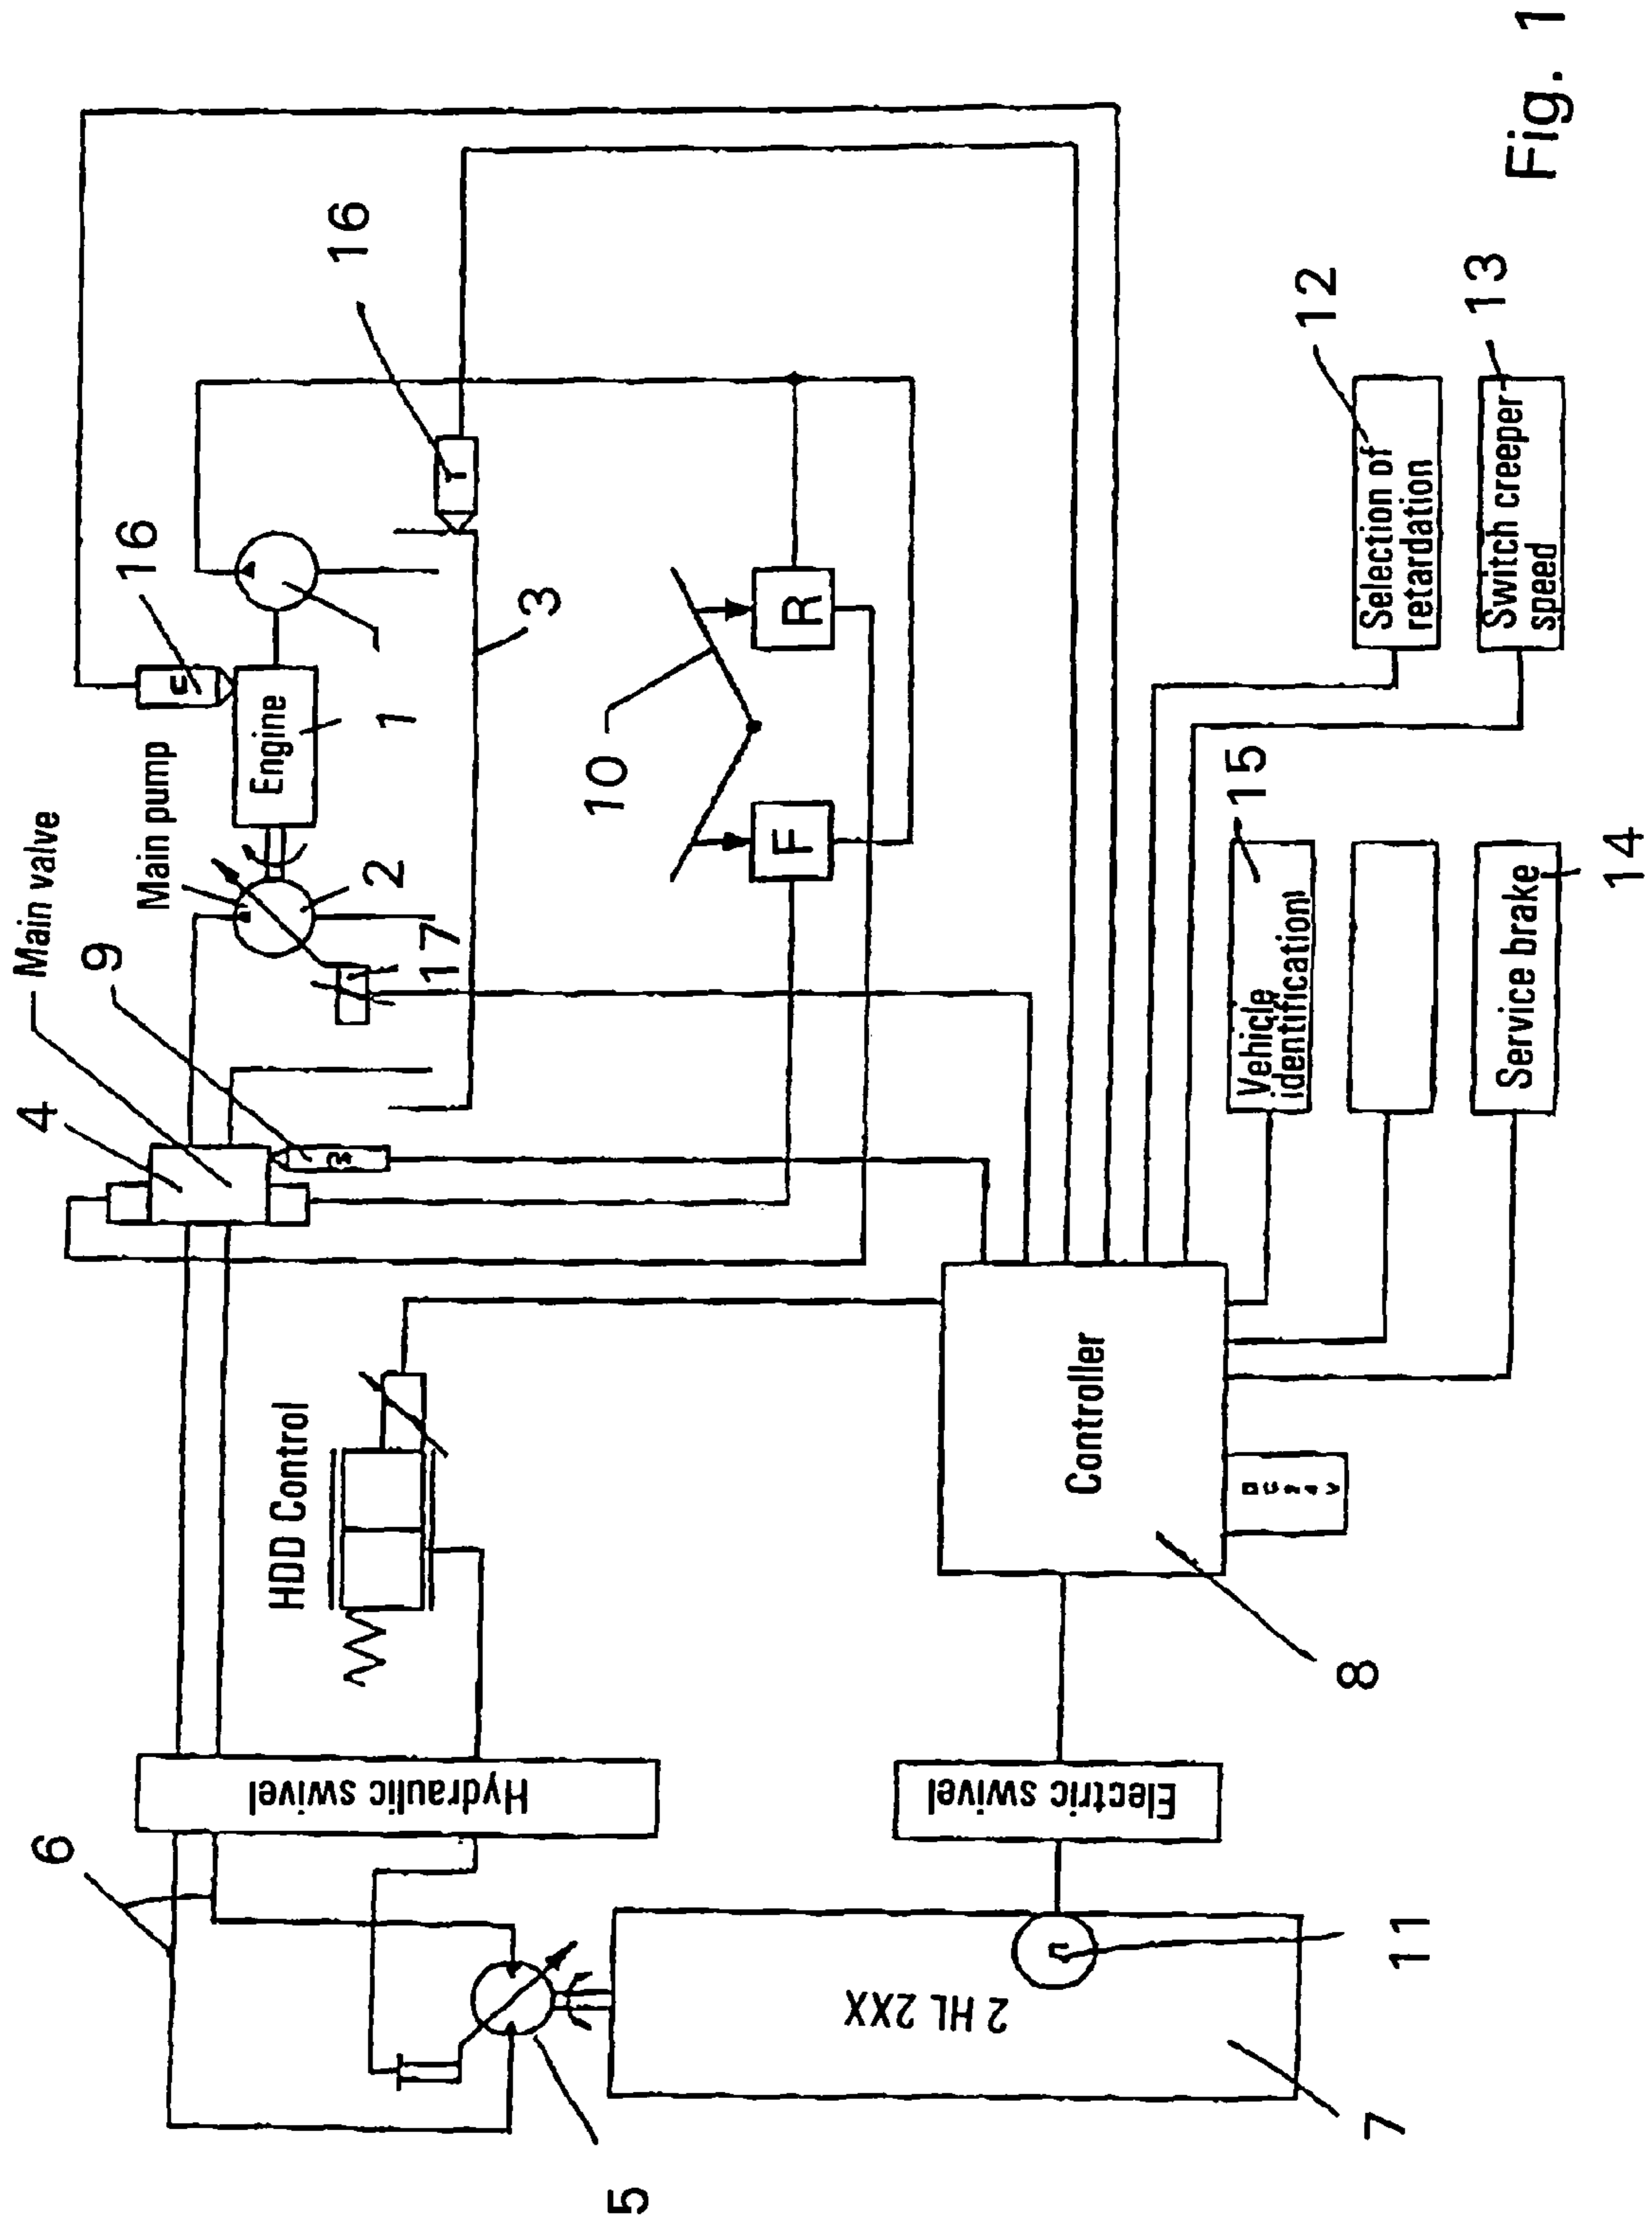 Main valve
4
9
Main pump
16
16
Engine
1
2
17
3
10
F
R
T
6
Hydraulic swivel
HDD Control
5
2 HL 2XX
7
11
Electric swivel
Controller
8
Vehicle
identification
15
Service brake
14
Selection of
retardation
12
Switch creeper
speed
13
Fig. 1